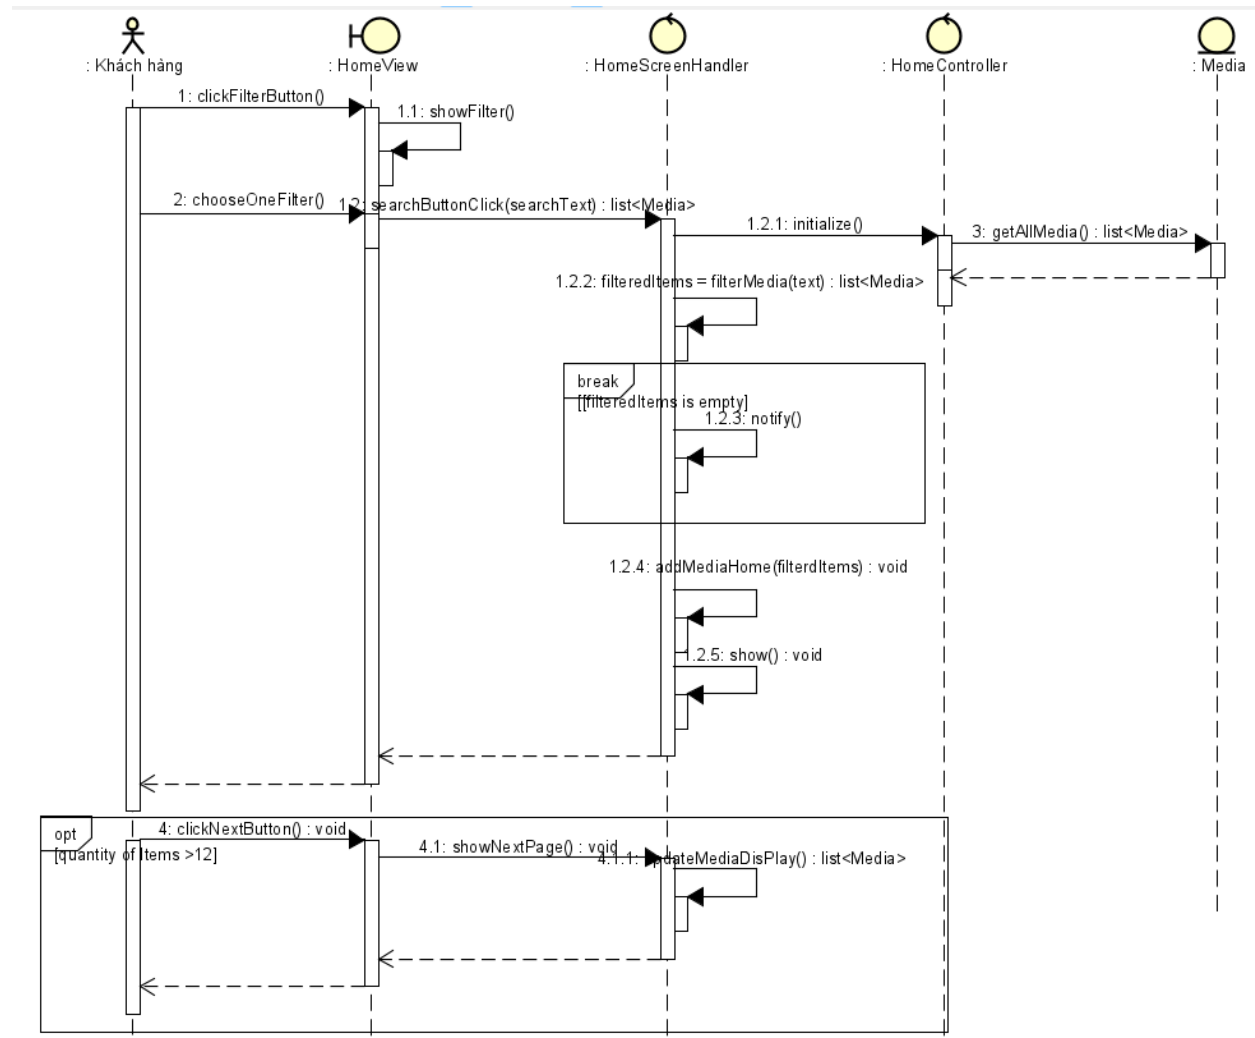 : Khách hàng
: HomeView
: HomeScreenHandler
: HomeController
: Media
1: clickFilterButton()
1.1: showFilter()
2: chooseOneFilter()
1.2: searchButtonClick(searchText) : list<Media>
1.2.1: initialize()
3: getAllMedia() : list<Media>
1.2.2: filteredItems = filterMedia(text) : list<Media>
break
[[filteredItems is empty]
1.2.3: notify()
1.2.4: addMediaHome(filterdItems) : void
1.2.5: show() : void
opt
4: clickNextButton() : void
[quantity of Items >12]
4.1: showNextPage() : void
4.1.1: updateMediaDisPlay() : list<Media>